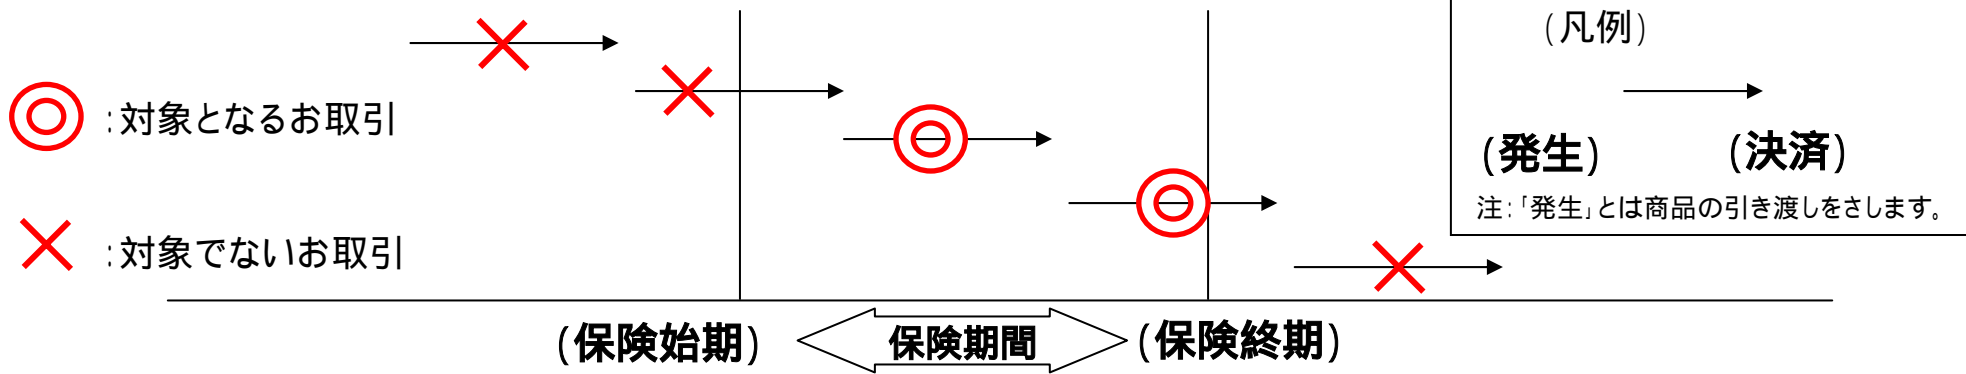 ：対象となるお取引
：対象でないお取引
（凡例）
（発生）
（決済）
注：「発生」とは商品の引き渡しをさします。
（保険始期）
保険期間
（保険終期）